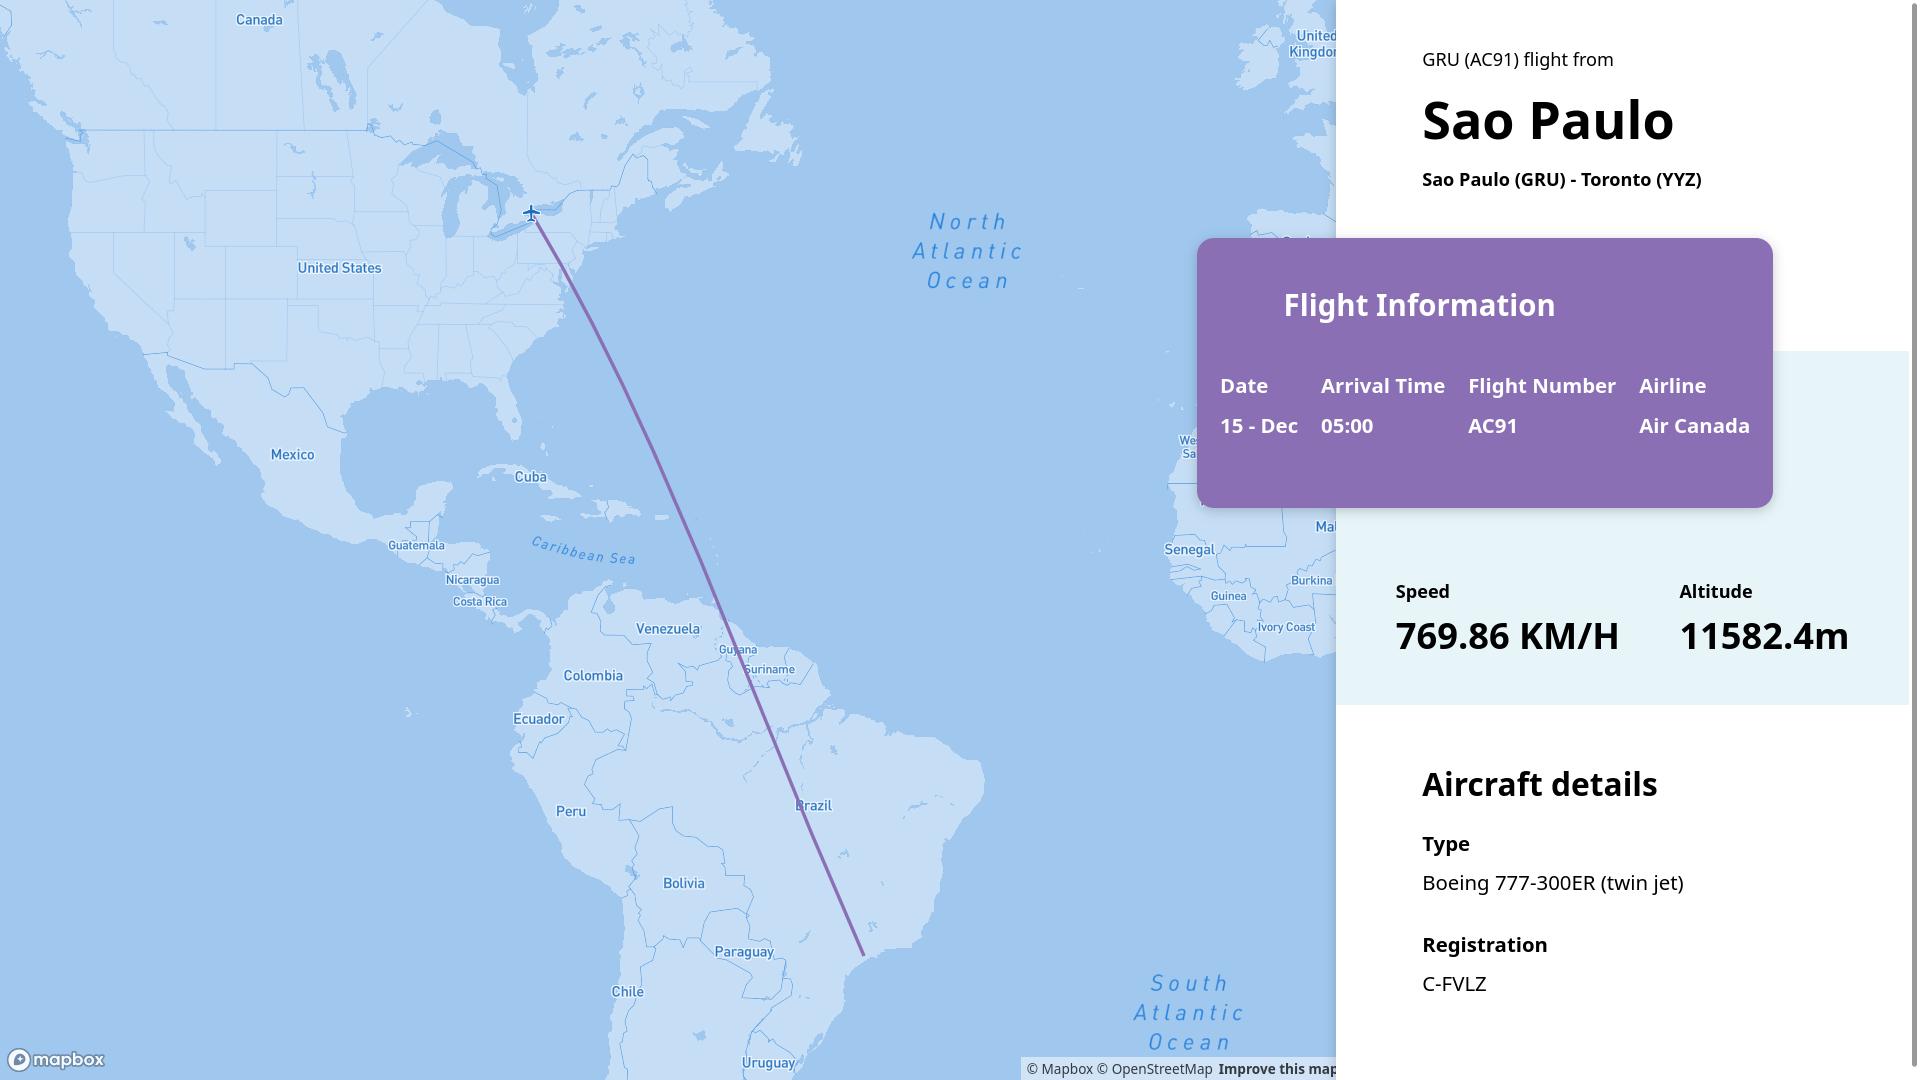 Canada
United
Kingdom
North
Atlantic
Ocean
United States
Mexico
Cuba
Caribbean Sea
Guatemala
Nicaragua
Costa Rica
Venezuela
Guyana
Suriname
Colombia
Ecuador
Peru
Brazil
Bolivia
Paraguay
Chile
Uruguay
South
Atlantic
Ocean
Senegal
Guinea
Burkina
Ivory Coast
mapbox
© Mapbox © OpenStreetMap Improve this map
GRU (AC91) flight from
Sao Paulo
Sao Paulo (GRU) - Toronto (YYZ)
Flight Information
Date Arrival Time Flight Number Airline
15 - Dec 05:00 AC91 Air Canada
Speed Altitude
769.86 KM/H 11582.4m
Aircraft details
Type
Boeing 777-300ER (twin jet)
Registration
C-FVLZ